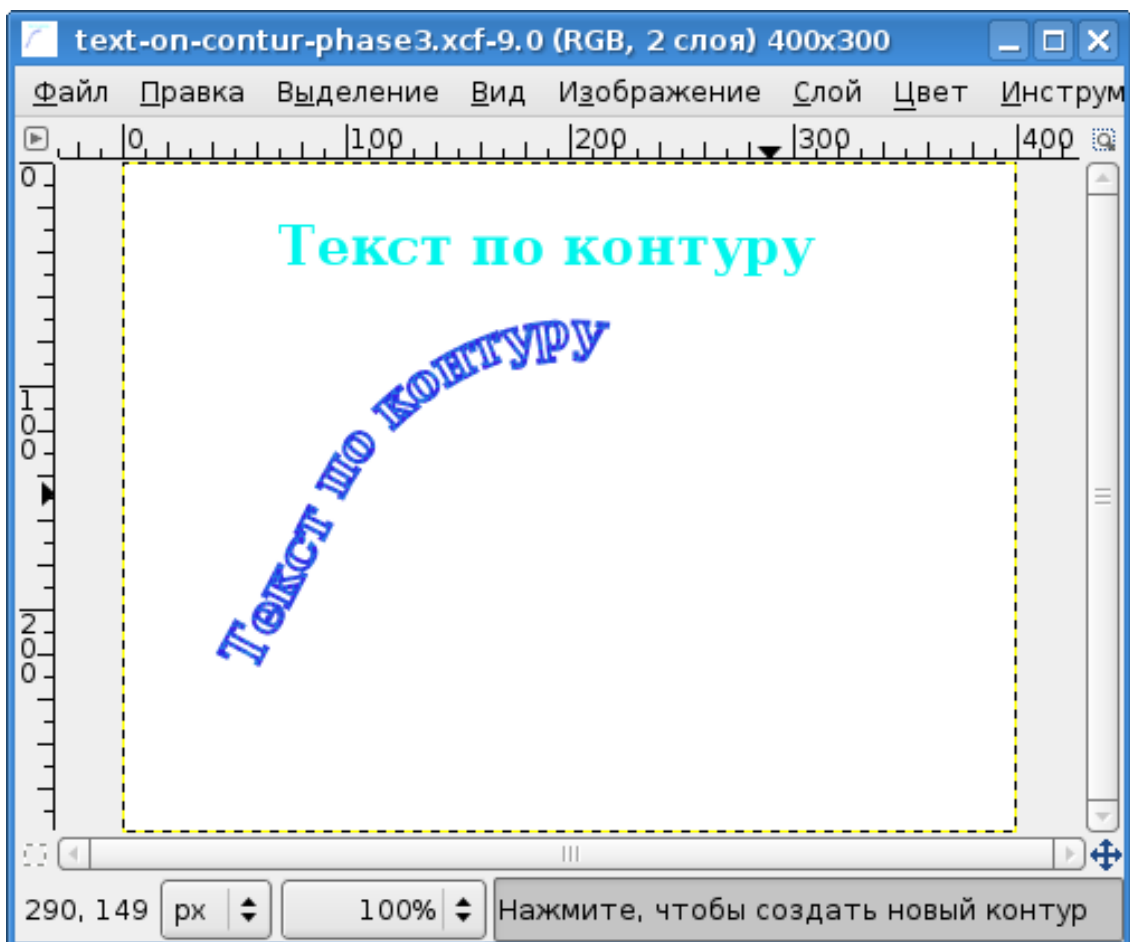 text-on-contur-phase3.xcf-9.0 (RGB, 2 слоя) 400x300
Файл Правка Выделение Вид Изображение Слой Цвет Инструм
0 100 200 300 400
0
100
200
Текст по контуру
Текст по контуру
290, 149 px 100% Нажмите, чтобы создать новый контур